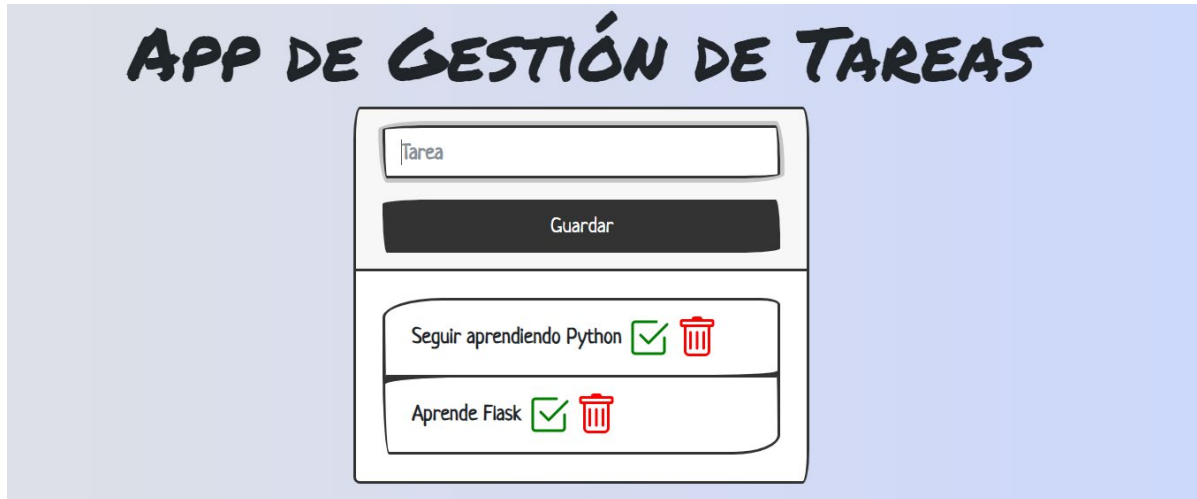 App de Gestión de Tareas
Tarea
Guardar
Seguir aprendiendo Python
Aprende Flask